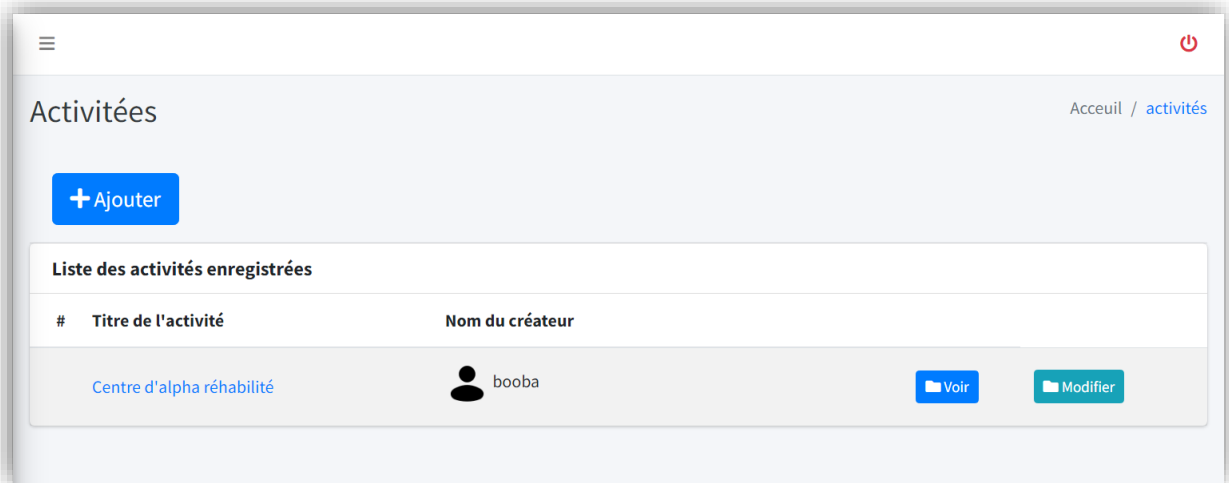 Activitées
Acceuil / activités
Ajouter
Liste des activités enregistrées
# Titre de l'activité Nom du créateur
Centre d'alpha réhabilité booba Voir Modifier